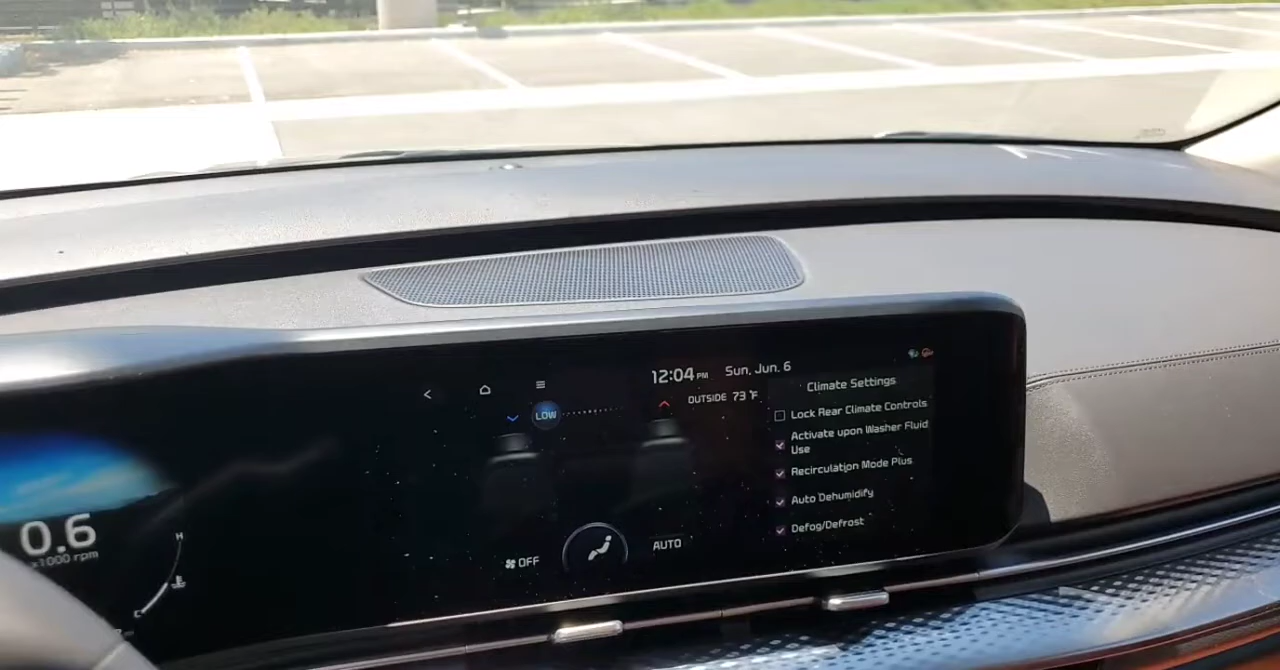 12:04 PM Sun, Jun. 6
OUTSIDE 73 °F
LOW
Climate Settings
Lock Rear Climate Controls
Activate upon Washer Fluid
Use
Recirculation Mode Plus
Auto Dehumidify
Defog/Defrost
OFF
AUTO
0.6
x1000 rpm
H